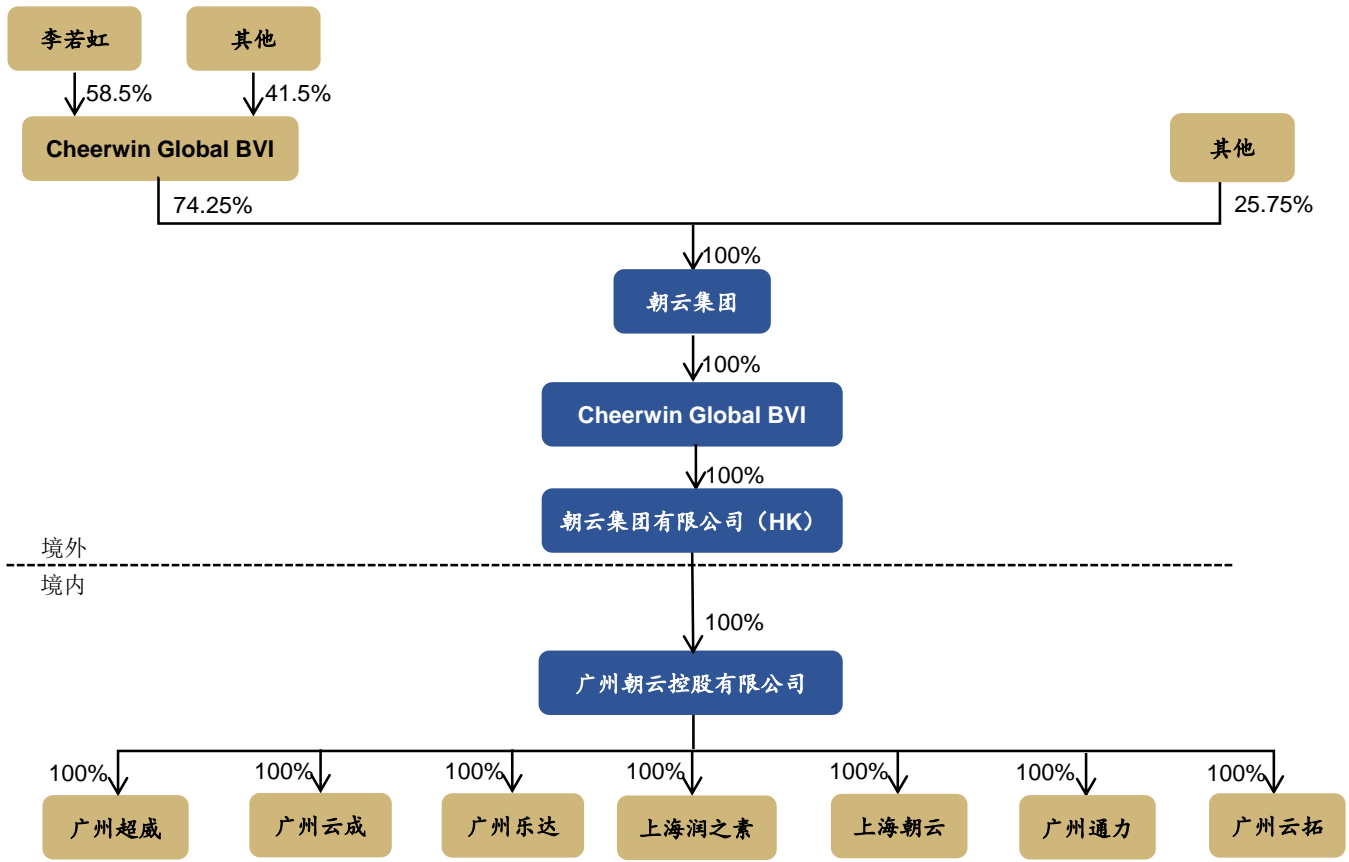 李若虹
其他
58.5%
41.5%
Cheerwin Global BVI
其他
74.25%
25.75%
100%
朝云集团
100%
Cheerwin Global BVI
100%
朝云集团有限公司（HK）
境外
境内
100%
广州朝云控股有限公司
100%
100%
100%
100%
100%
100%
100%
广州超威
广州云成
广州乐达
上海润之素
上海朝云
广州通力
广州云拓